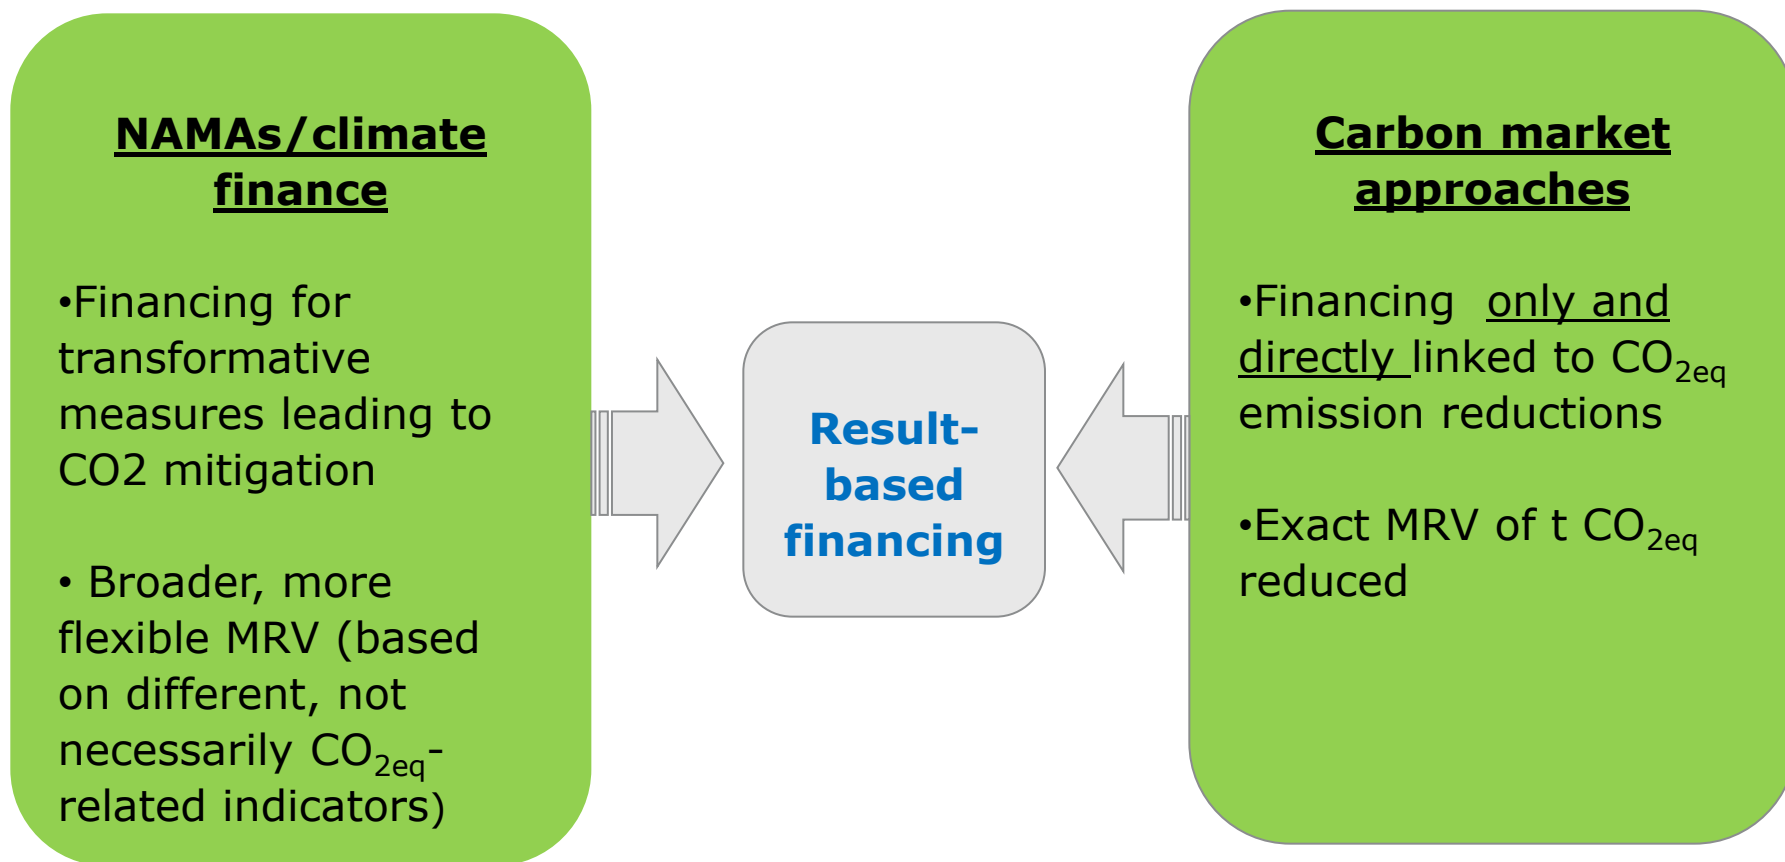 NAMAs/climate
finance
•Financing for
transformative
measures leading to
CO2 mitigation
• Broader, more
flexible MRV (based
on different, not
necessarily CO2eq-
related indicators)
Result-
based
financing
Carbon market
approaches
•Financing  only and
directly linked to CO2eq
emission reductions
•Exact MRV of t CO2eq
reduced